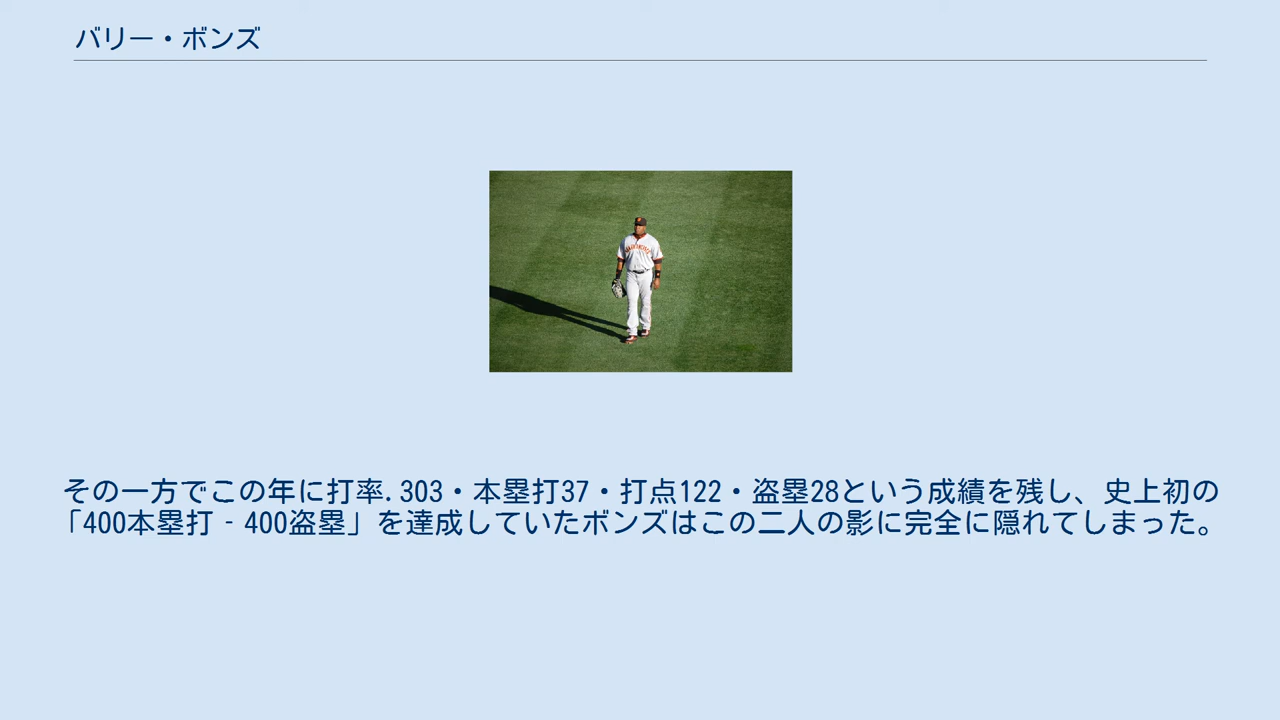 バリー・ボンズ
その一方でこの年に打率.303・本塁打37・打点122・盗塁28という成績を残し、史上初の
「400本塁打 - 400盗塁」を達成していたボンズはこの二人の影に完全に隠れてしまった。